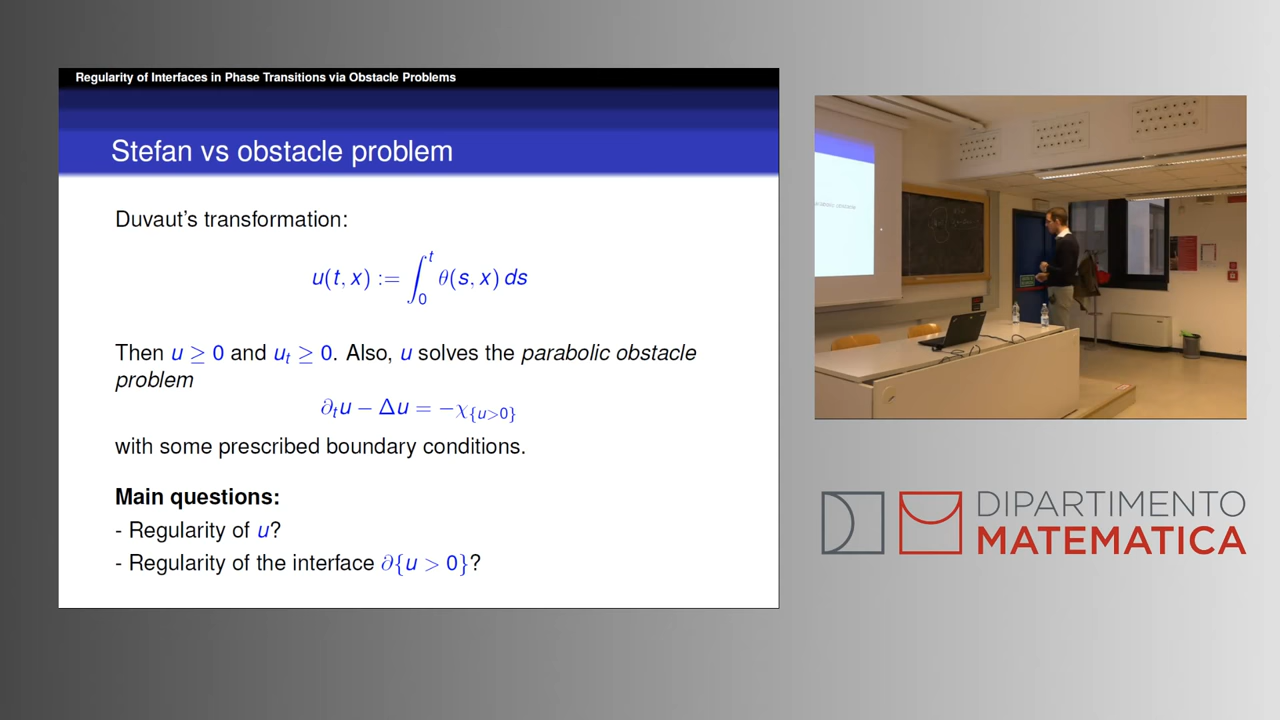 Regularity of Interfaces in Phase Transitions via Obstacle Problems
Stefan vs obstacle problem
Duvaut's transformation:
u(t, x) := ∫₀ᵗ θ(s, x) ds
Then u ≥ 0 and uₜ ≥ 0. Also, u solves the parabolic obstacle
problem
∂ₜu − Δu = −χ_{u>0}
with some prescribed boundary conditions.
Main questions:
- Regularity of u?
- Regularity of the interface ∂{u > 0}?
DIPARTIMENTO
MATEMATICA